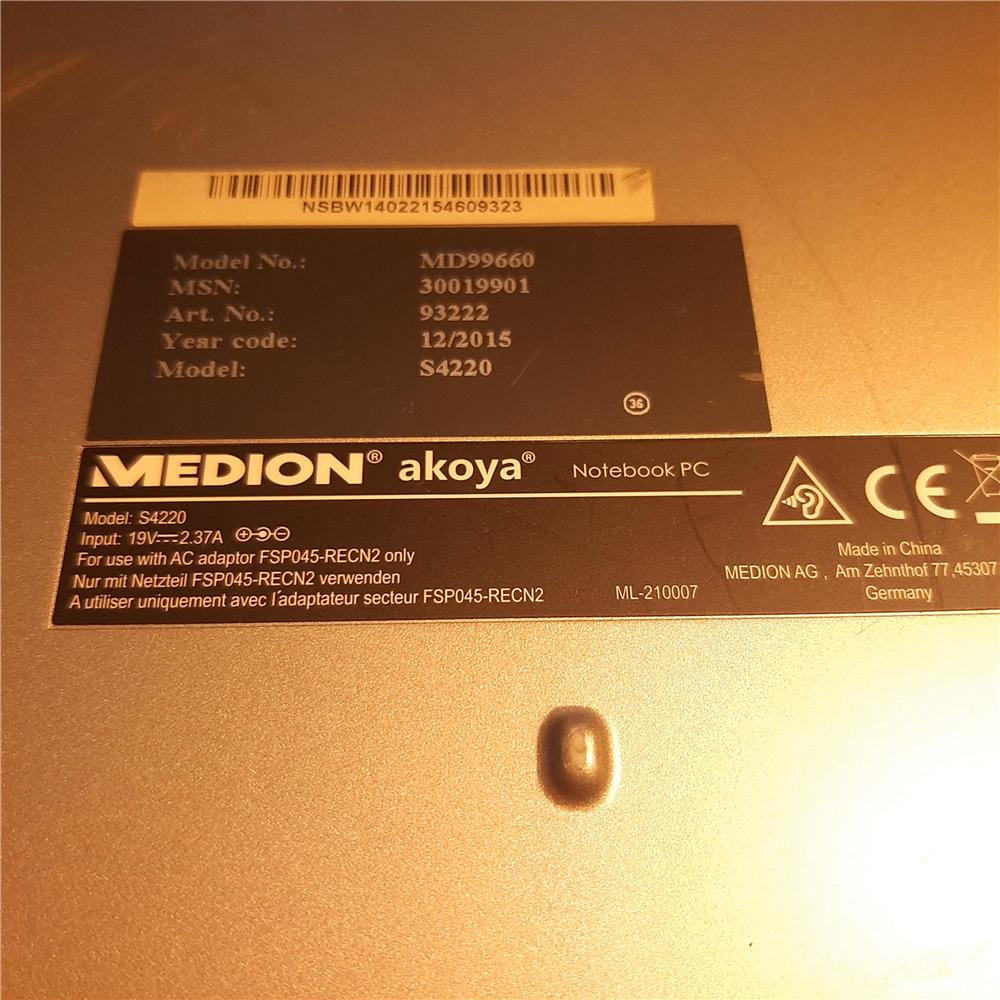 NSBW14022154609323
Model No.: MD99660
MSN: 30019901
Art. No.: 93222
Year code: 12/2015
Model: S4220
36
MEDION® akoya® Notebook PC
Model: S4220
Input: 19V⎓2.37A
For use with AC adaptor FSP045-RECN2 only
Nur mit Netzteil FSP045-RECN2 verwenden
A utiliser uniquement avec l´adaptateur secteur FSP045-RECN2
ML-210007
CE
Made in China
MEDION AG , Am Zehnthof 77,45307
Germany